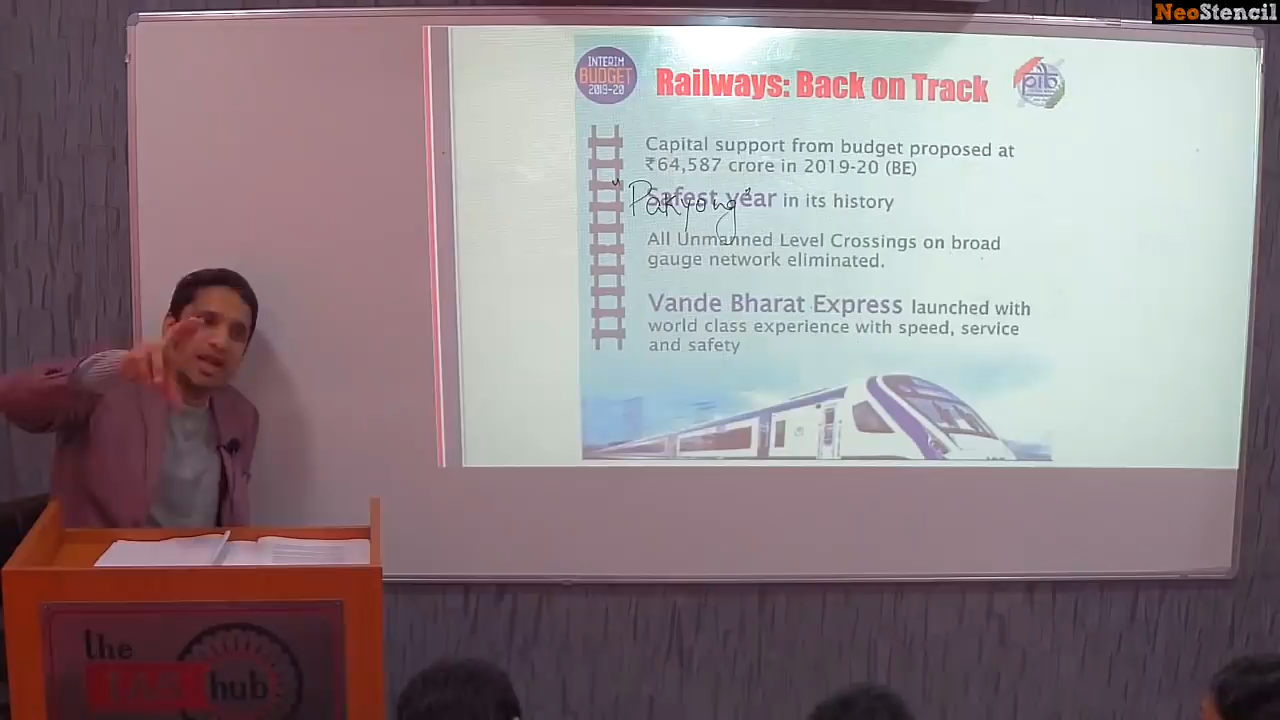 NeoStencil
INTERIM
BUDGET
2019-20
Railways: Back on Track
pib
Capital support from budget proposed at
₹64,587 crore in 2019-20 (BE)
Safest year in its history
"Pakyong"
All Unmanned Level Crossings on broad
gauge network eliminated.
Vande Bharat Express launched with
world class experience with speed, service
and safety
the
IAS hub